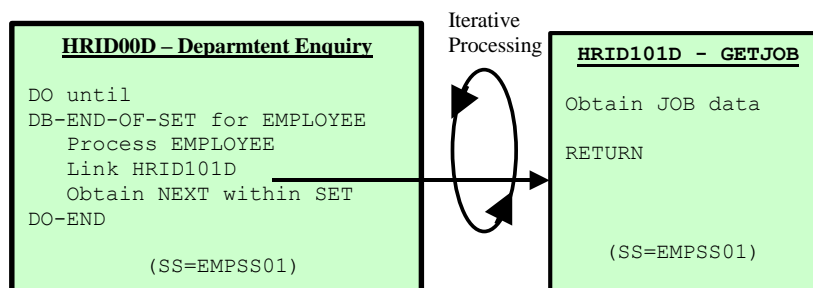 HRID00D – Deparmtent Enquiry
DO until
DB-END-OF-SET for EMPLOYEE
Process EMPLOYEE
Link HRID101D
Obtain NEXT within SET
DO-END
(SS=EMPSS01)
Iterative
Processing
HRID101D - GETJOB
Obtain JOB data
RETURN
(SS=EMPSS01)